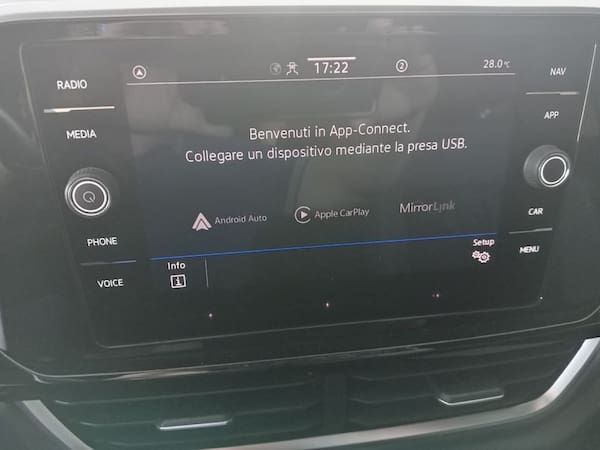 RADIO
MEDIA
PHONE
VOICE
17:22
2
28.0 °C
Benvenuti in App-Connect.
Collegare un dispositivo mediante la presa USB.
Android Auto
Apple CarPlay
MirrorLink
Info
i
Setup
NAV
APP
CAR
MENU